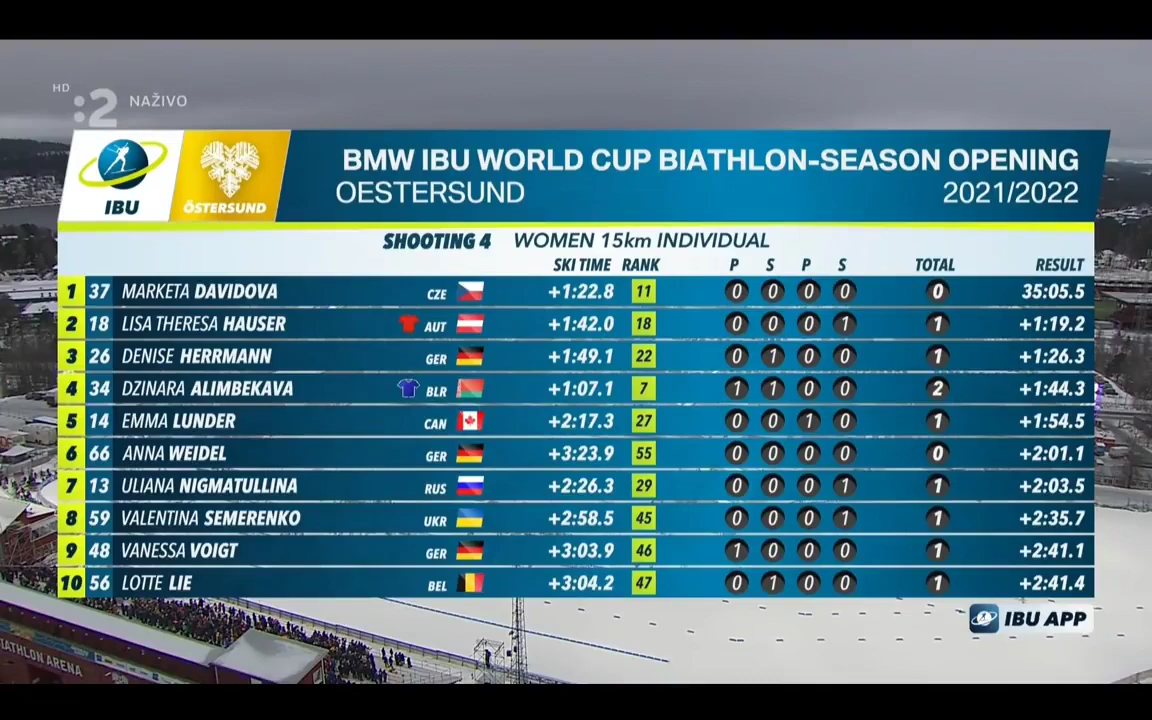 HD
:2 NAŽIVO
IBU
ÖSTERSUND
BMW IBU WORLD CUP BIATHLON-SEASON OPENING
OESTERSUND 2021/2022
SHOOTING 4 WOMEN 15km INDIVIDUAL
SKI TIME RANK P S P S TOTAL RESULT
1 37 MARKETA DAVIDOVA CZE +1:22.8 11 0 0 0 0 0 35:05.5
2 18 LISA THERESA HAUSER AUT +1:42.0 18 0 0 0 1 1 +1:19.2
3 26 DENISE HERRMANN GER +1:49.1 22 0 1 0 0 1 +1:26.3
4 34 DZINARA ALIMBEKAVA BLR +1:07.1 7 1 1 0 0 2 +1:44.3
5 14 EMMA LUNDER CAN +2:17.3 27 0 0 1 0 1 +1:54.5
6 66 ANNA WEIDEL GER +3:23.9 55 0 0 0 0 0 +2:01.1
7 13 ULIANA NIGMATULLINA RUS +2:26.3 29 0 0 0 1 1 +2:03.5
8 59 VALENTINA SEMERENKO UKR +2:58.5 45 0 0 0 1 1 +2:35.7
9 48 VANESSA VOIGT GER +3:03.9 46 1 0 0 0 1 +2:41.1
10 56 LOTTE LIE BEL +3:04.2 47 0 1 0 0 1 +2:41.4
IBU APP
BIATHLON ARENA